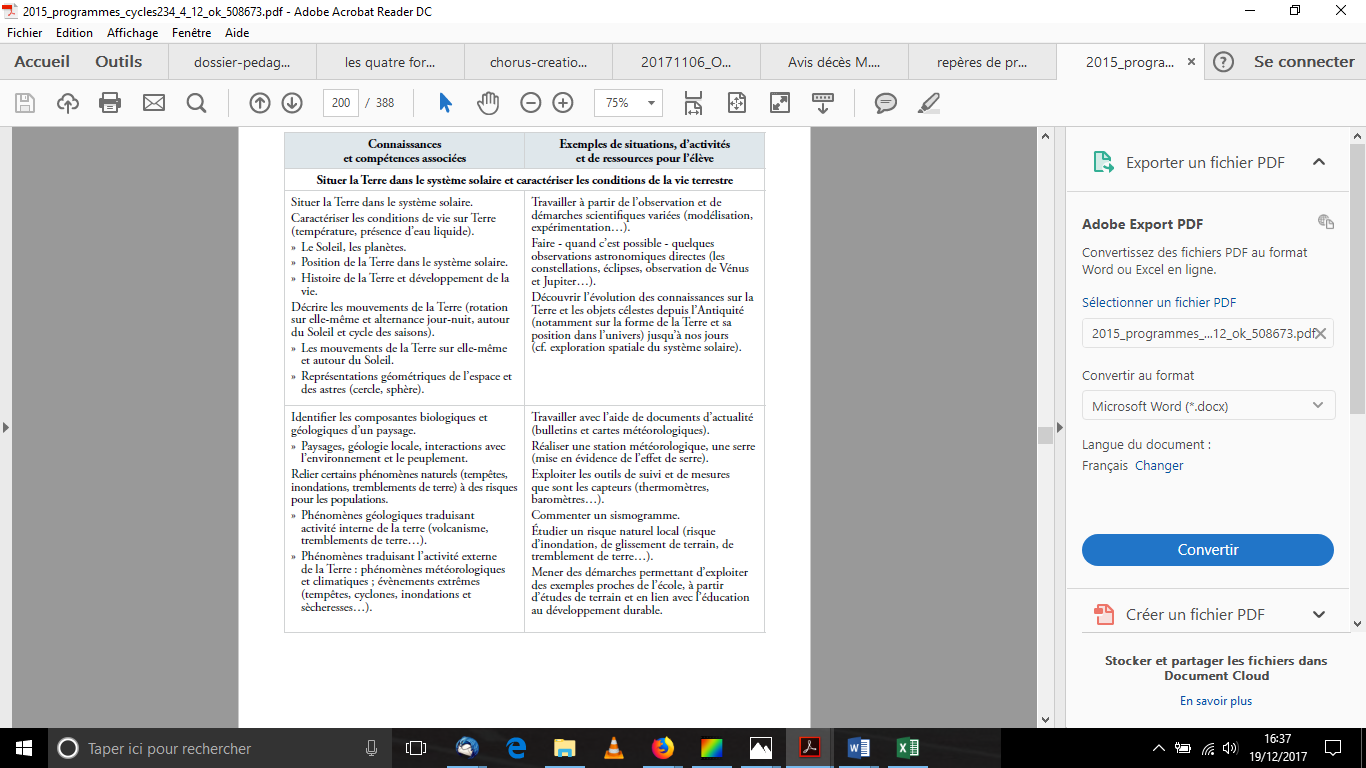 2015_programmes_cycles234_4_12_ok_508673.pdf - Adobe Acrobat Reader DC
Fichier Edition Affichage Fenêtre Aide
Accueil Outils dossier-pedag... les quatre for... chorus-creatio... 20171106_O... Avis décès M.... repères de pr... 2015_progra... × ? Se connecter
200 / 388 75%
Connaissances
et compétences associées
Exemples de situations, d’activités
et de ressources pour l’élève
Situer la Terre dans le système solaire et caractériser les conditions de la vie terrestre
Situer la Terre dans le système solaire.
Caractériser les conditions de vie sur Terre
(température, présence d’eau liquide).
» Le Soleil, les planètes.
» Position de la Terre dans le système solaire.
» Histoire de la Terre et développement de la
vie.
Décrire les mouvements de la Terre (rotation
sur elle-même et alternance jour-nuit, autour
du Soleil et cycle des saisons).
» Les mouvements de la Terre sur elle-même
et autour du Soleil.
» Représentations géométriques de l’espace et
des astres (cercle, sphère).
Travailler à partir de l’observation et de
démarches scientifiques variées (modélisation,
expérimentation…).
Faire - quand c’est possible - quelques
observations astronomiques directes (les
constellations, éclipses, observation de Vénus
et Jupiter…).
Découvrir l’évolution des connaissances sur la
Terre et les objets célestes depuis l’Antiquité
(notamment sur la forme de la Terre et sa
position dans l’univers) jusqu’à nos jours
(cf. exploration spatiale du système solaire).
Identifier les composantes biologiques et
géologiques d’un paysage.
» Paysages, géologie locale, interactions avec
l’environnement et le peuplement.
Relier certains phénomènes naturels (tempêtes,
inondations, tremblements de terre) à des risques
pour les populations.
» Phénomènes géologiques traduisant
activité interne de la terre (volcanisme,
tremblements de terre…).
» Phénomènes traduisant l’activité externe
de la Terre : phénomènes météorologiques
et climatiques ; évènements extrêmes
(tempêtes, cyclones, inondations et
sècheresses…).
Travailler avec l’aide de documents d’actualité
(bulletins et cartes météorologiques).
Réaliser une station météorologique, une serre
(mise en évidence de l’effet de serre).
Exploiter les outils de suivi et de mesures
que sont les capteurs (thermomètres,
baromètres…).
Commenter un sismogramme.
Étudier un risque naturel local (risque
d’inondation, de glissement de terrain, de
tremblement de terre…).
Mener des démarches permettant d’exploiter
des exemples proches de l’école, à partir
d’études de terrain et en lien avec l’éducation
au développement durable.
Exporter un fichier PDF
Adobe Export PDF
Convertissez des fichiers PDF au format
Word ou Excel en ligne.
Sélectionner un fichier PDF
2015_programmes_...12_ok_508673.pdf
Convertir au format
Microsoft Word (*.docx)
Langue du document :
Français Changer
Convertir
Créer un fichier PDF
Stocker et partager les fichiers dans
Document Cloud
En savoir plus
Taper ici pour rechercher
16:37
19/12/2017